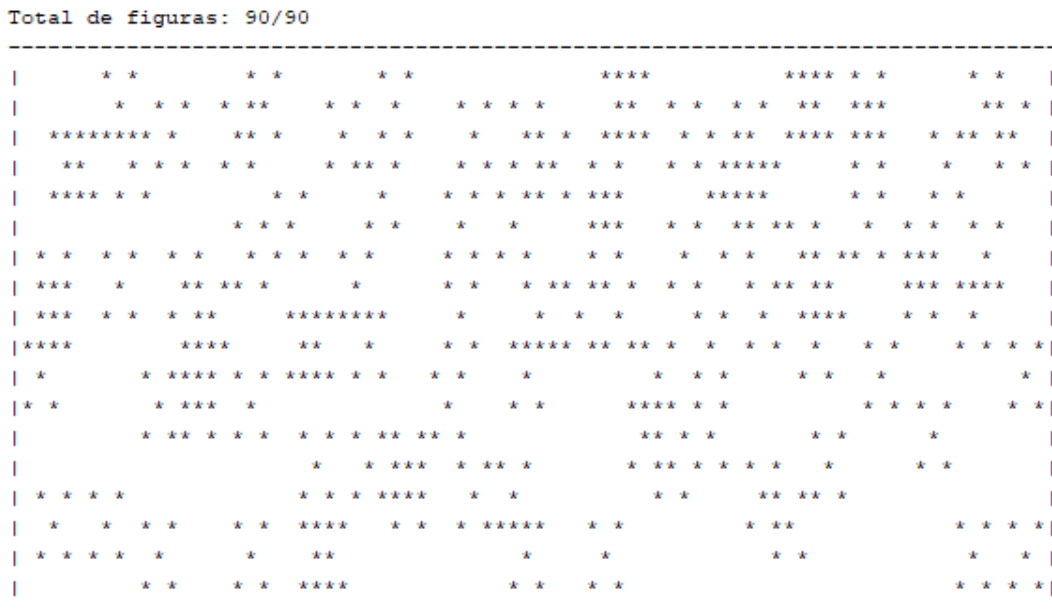 Total de figuras: 90/90
--------------------------------------------------------------------------------
|      * *        * *       * *              ****          **** * *      * *   |
|       *  * *  * **    * *  *    * * * *     **  * *  * *  **  ***       ** * |
|  ******** *    ** *    *  * *    *   ** *  ****  * * **  **** ***   * ** **  |
|   **   * * *  * *     * ** *    * * * ** * *   * * *****     * *    *   * * |
|  **** * *         * *     *    * * * ** * ***      *****      * *   * *      |
|                * * *     * *    *   *     ***   * *  ** ** *   *  * *  * *   |
| * *  * *  * *   * * *  * *     * * * *    * *    *  * *   ** ** * ***   *    |
| ***   *    ** ** *      *      * *   * ** ** *  * *   * ** **     *** ****   |
| ***  * *  * **     ********     *     *  *  *     * *  *  ****    * *  *     |
|****        ****     **   *     * *  ***** ** ** *  *  * *  *   * *    * * * *|
| *       * **** * * **** * *   * *    *         *  * *     * *   *          * |
|* *       * ***  *              *    * *      **** * *          * * * *    * *|
|         * ** * * *  * * * ** ** *             ** * *       * *      *        |
|                      *   * ***  * ** *       * ** * * * * *   *      * *       |
| * * * *             * * * ****   *  *          * *     ** ** *               |
|  *   *  * *    * *  ****   * *  * *****   * *         * **            * * * *|
| * * * *  *      *    **              *     *            * *            *   * |
|         * *    * *  ****            * *   * *                         * * * *|